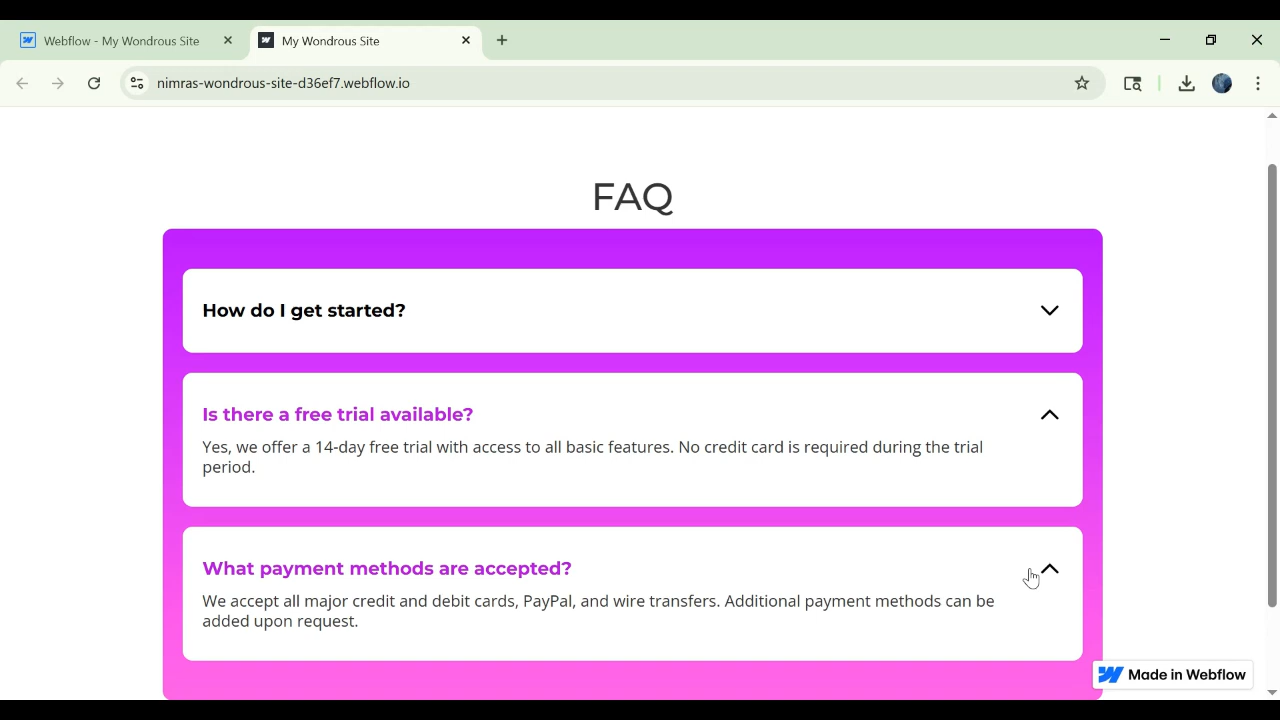 Webflow - My Wondrous Site
My Wondrous Site
nimras-wondrous-site-d36ef7.webflow.io
FAQ
How do I get started?
Is there a free trial available?
Yes, we offer a 14-day free trial with access to all basic features. No credit card is required during the trial
period.
What payment methods are accepted?
We accept all major credit and debit cards, PayPal, and wire transfers. Additional payment methods can be
added upon request.
Made in Webflow